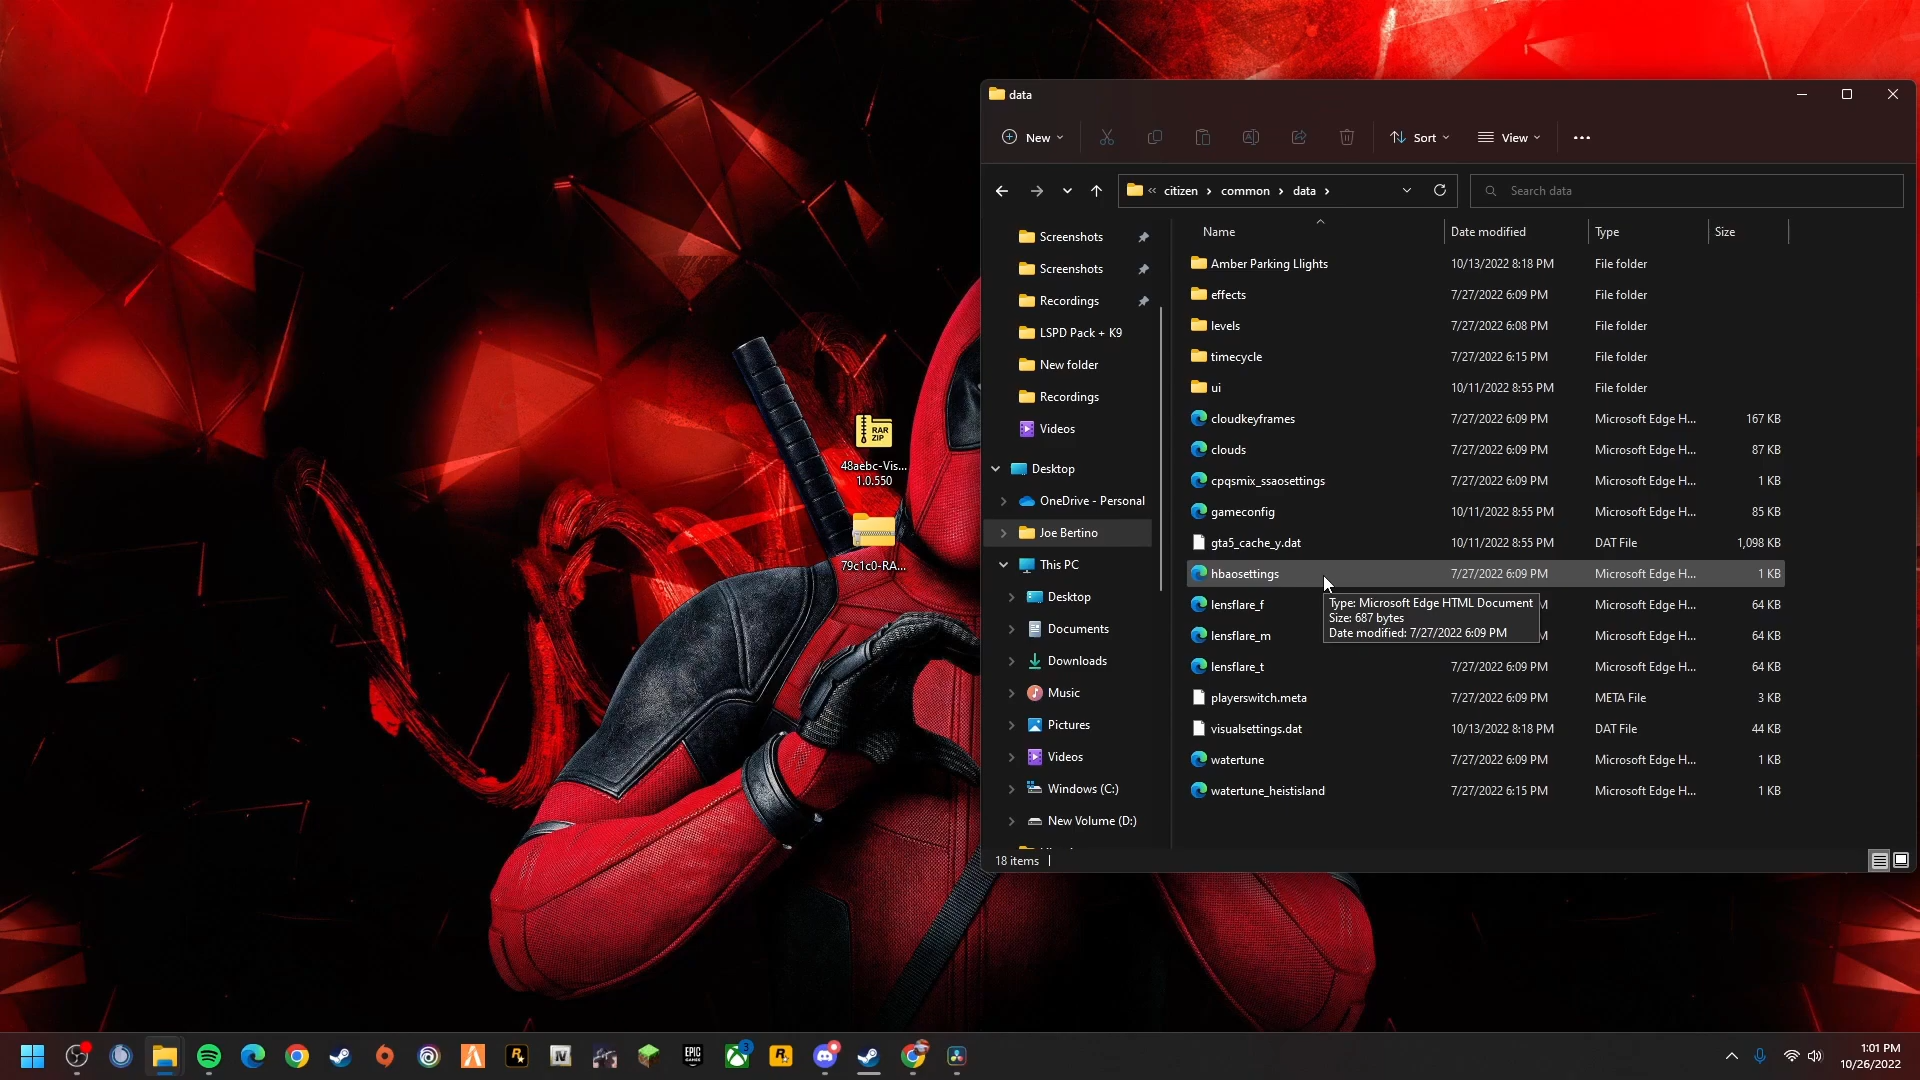 data
New
Sort
View
citizen
common
data
Search data
Screenshots
Screenshots
Recordings
LSPD Pack + K9
New folder
Recordings
Videos
Desktop
OneDrive - Personal
Joe Bertino
This PC
Desktop
Documents
Downloads
Music
Pictures
Videos
Windows (C:)
New Volume (D:)
Name Date modified Type Size
Amber Parking Llights 10/13/2022 8:18 PM File folder
effects 7/27/2022 6:09 PM File folder
levels 7/27/2022 6:08 PM File folder
timecycle 7/27/2022 6:15 PM File folder
ui 10/11/2022 8:55 PM File folder
cloudkeyframes 7/27/2022 6:09 PM Microsoft Edge H... 167 KB
clouds 7/27/2022 6:09 PM Microsoft Edge H... 87 KB
cpqsmix_ssaosettings 7/27/2022 6:09 PM Microsoft Edge H... 1 KB
gameconfig 10/11/2022 8:55 PM Microsoft Edge H... 85 KB
gta5_cache_y.dat 10/11/2022 8:55 PM DAT File 1,098 KB
hbaosettings 7/27/2022 6:09 PM Microsoft Edge H... 1 KB
lensflare_f M Microsoft Edge H... 64 KB
lensflare_m M Microsoft Edge H... 64 KB
lensflare_t 7/27/2022 6:09 PM Microsoft Edge H... 64 KB
playerswitch.meta 7/27/2022 6:09 PM META File 3 KB
visualsettings.dat 10/13/2022 8:18 PM DAT File 44 KB
watertune 7/27/2022 6:09 PM Microsoft Edge H... 1 KB
watertune_heistisland 7/27/2022 6:15 PM Microsoft Edge H... 1 KB
Type: Microsoft Edge HTML Document
Size: 687 bytes
Date modified: 7/27/2022 6:09 PM
18 items
RAR
ZIP
48aebc-Vis...
1.0.550
79c1c0-RA...
R
IV
EPIC
GAMES
3
R
1:01 PM
10/26/2022